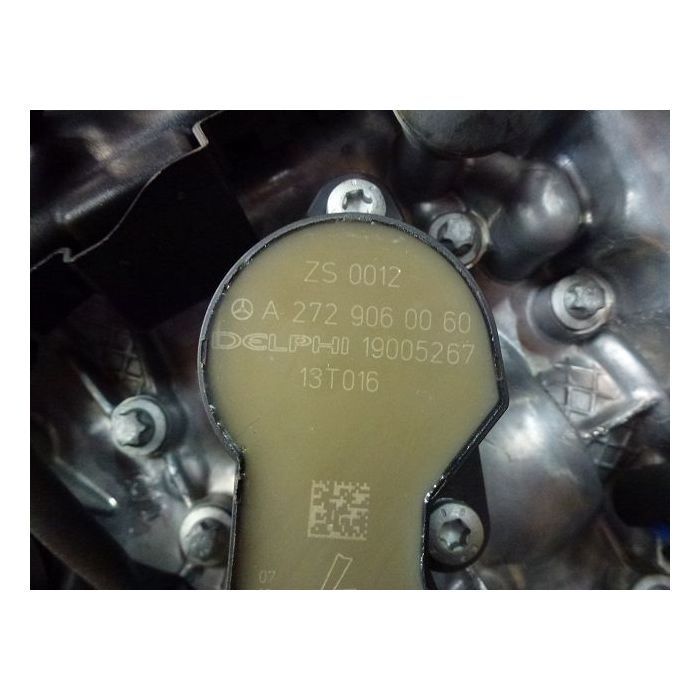 ZS 0012
A 272 906 00 60
DELPHI 19005267
13T016
07